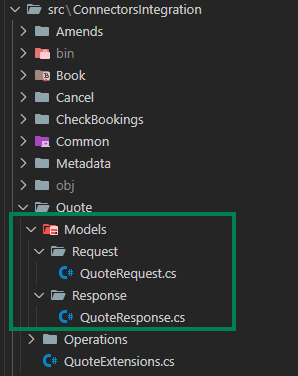 src\ConnectorsIntegration
Amends
bin
Book
Cancel
CheckBookings
Common
Metadata
obj
Quote
Models
Request
C# QuoteRequest.cs
Response
C# QuoteResponse.cs
Operations
C# QuoteExtensions.cs